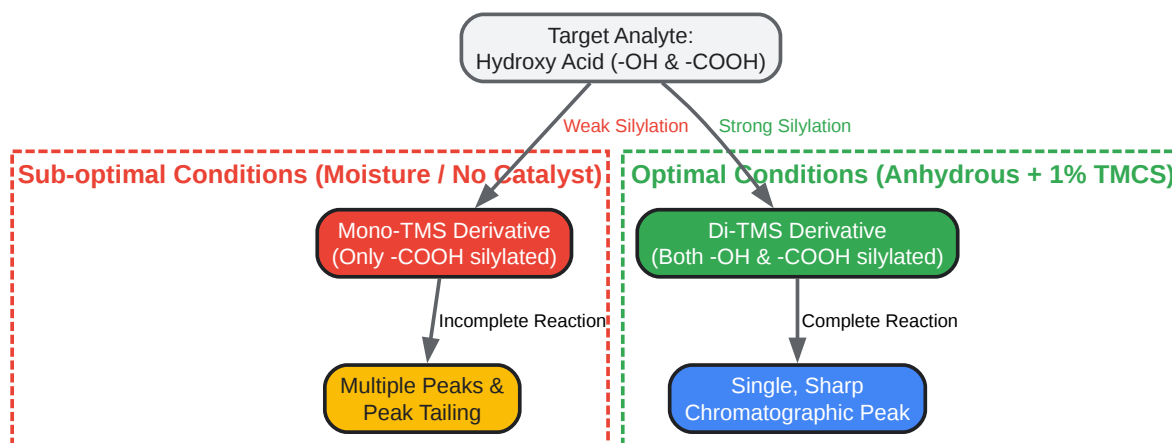 Target Analyte:
Hydroxy Acid (-OH & -COOH)
Weak Silylation
Strong Silylation
Sub-optimal Conditions (Moisture / No Catalyst)
Optimal Conditions (Anhydrous + 1% TMCS)
Mono-TMS Derivative
(Only -COOH silylated)
Di-TMS Derivative
(Both -OH & -COOH silylated)
Incomplete Reaction
Complete Reaction
Multiple Peaks &
Peak Tailing
Single, Sharp
Chromatographic Peak